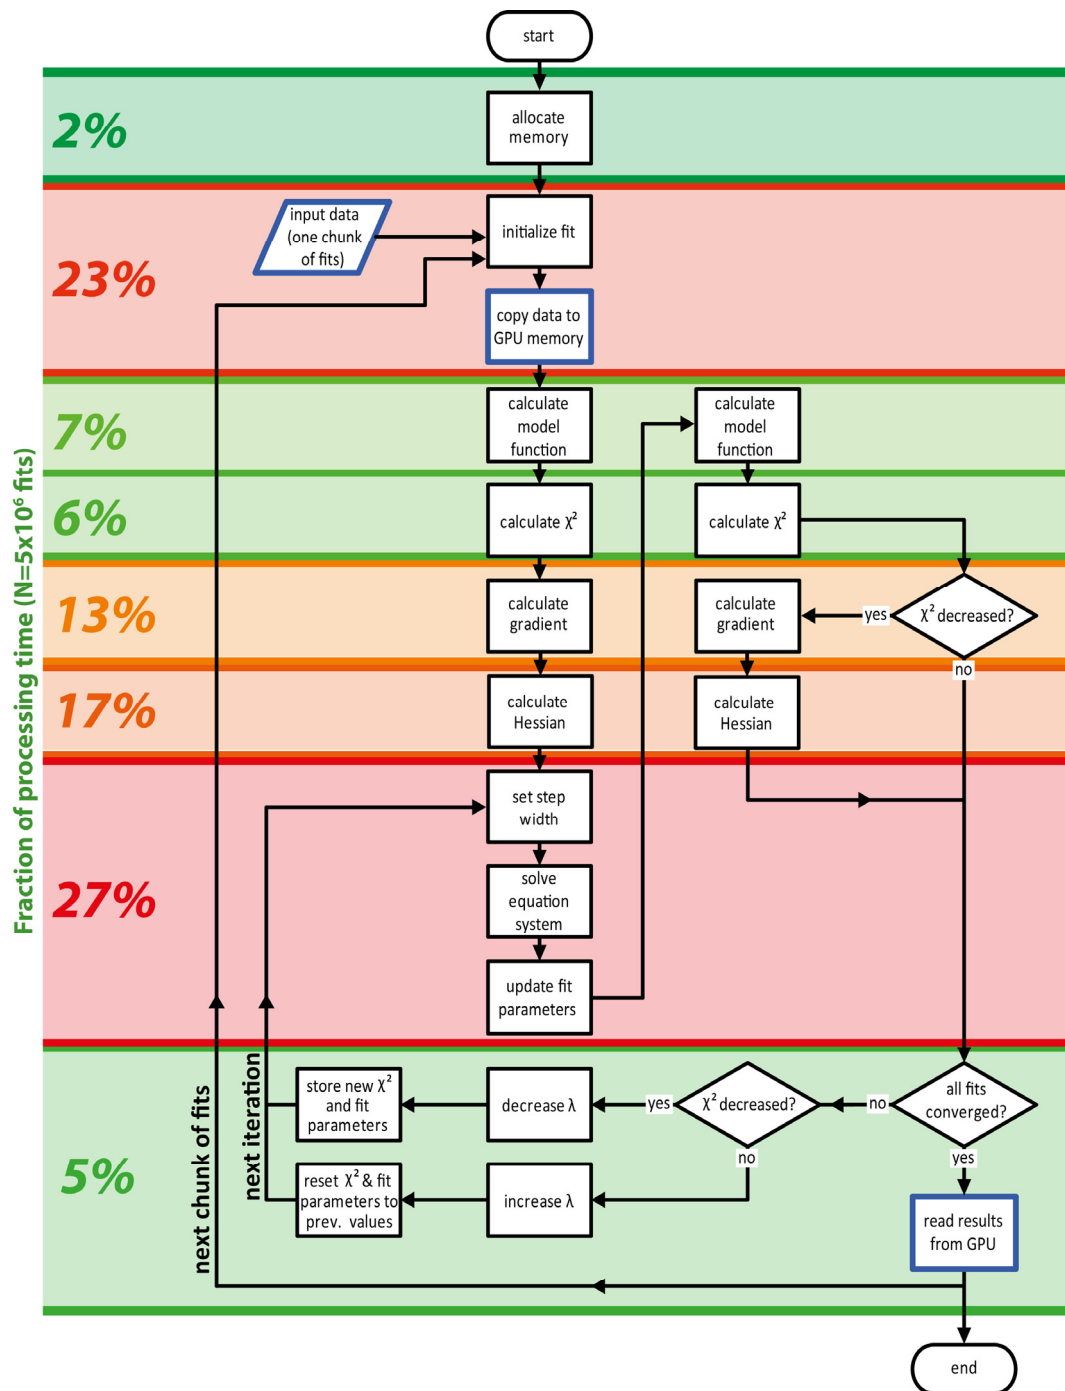 start
2%
allocate
memory
23%
input data
(one chunk
of fits)
initialize fit
copy data to
GPU memory
Fraction of processing time (N=5x10⁶ fits)
7%
calculate
model
function
calculate
model
function
6%
calculate χ²
calculate χ²
13%
calculate
gradient
calculate
gradient
yes
χ² decreased?
no
17%
calculate
Hessian
calculate
Hessian
27%
set step
width
solve
equation
system
update fit
parameters
5%
next chunk of fits
next iteration
store new χ²
and fit
parameters
decrease λ
yes
χ² decreased?
no
no
all fits
converged?
yes
reset χ² & fit
parameters to
prev. values
increase λ
read results
from GPU
end